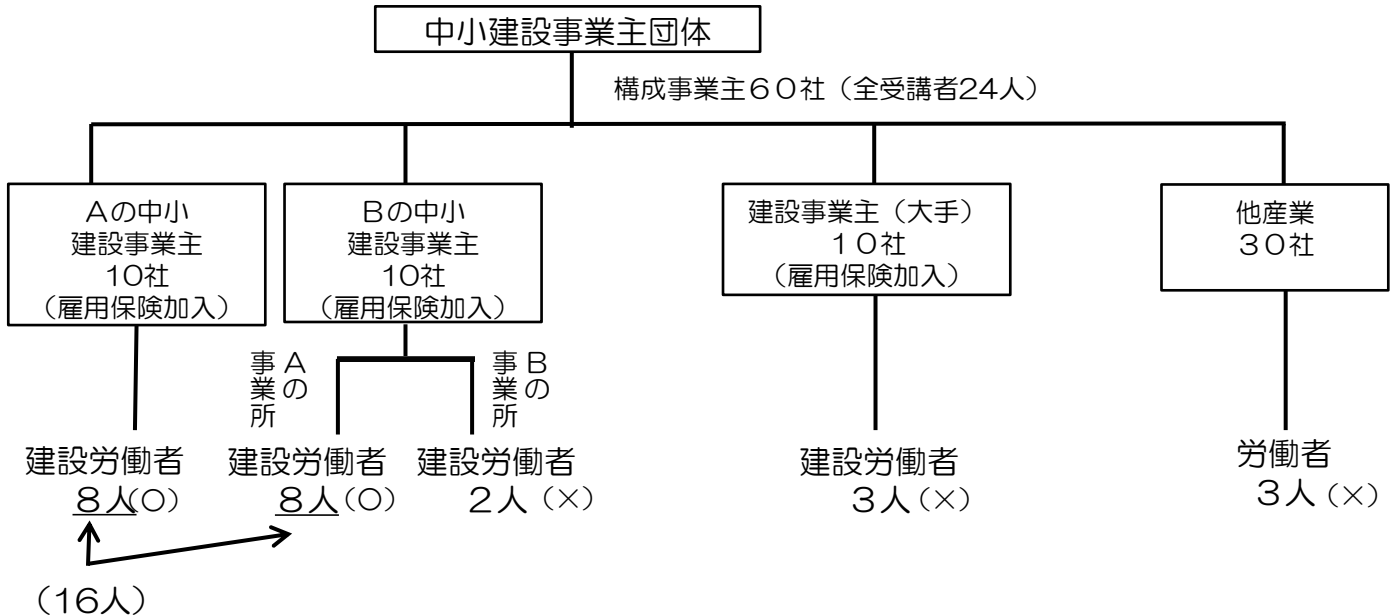 中小建設事業主団体
構成事業主６０社（全受講者24人）
Ａの中小
建設事業主
10社
（雇用保険加入）
Ｂの中小
建設事業主
10社
（雇用保険加入）
建設事業主（大手）
１０社
（雇用保険加入）
他産業
３０社
Ａの
事業所
Ｂの
事業所
建設労働者
8人(○)
建設労働者
8人(○)
建設労働者
2人（×）
建設労働者
3人（×）
労働者
3人（×）
（16人）